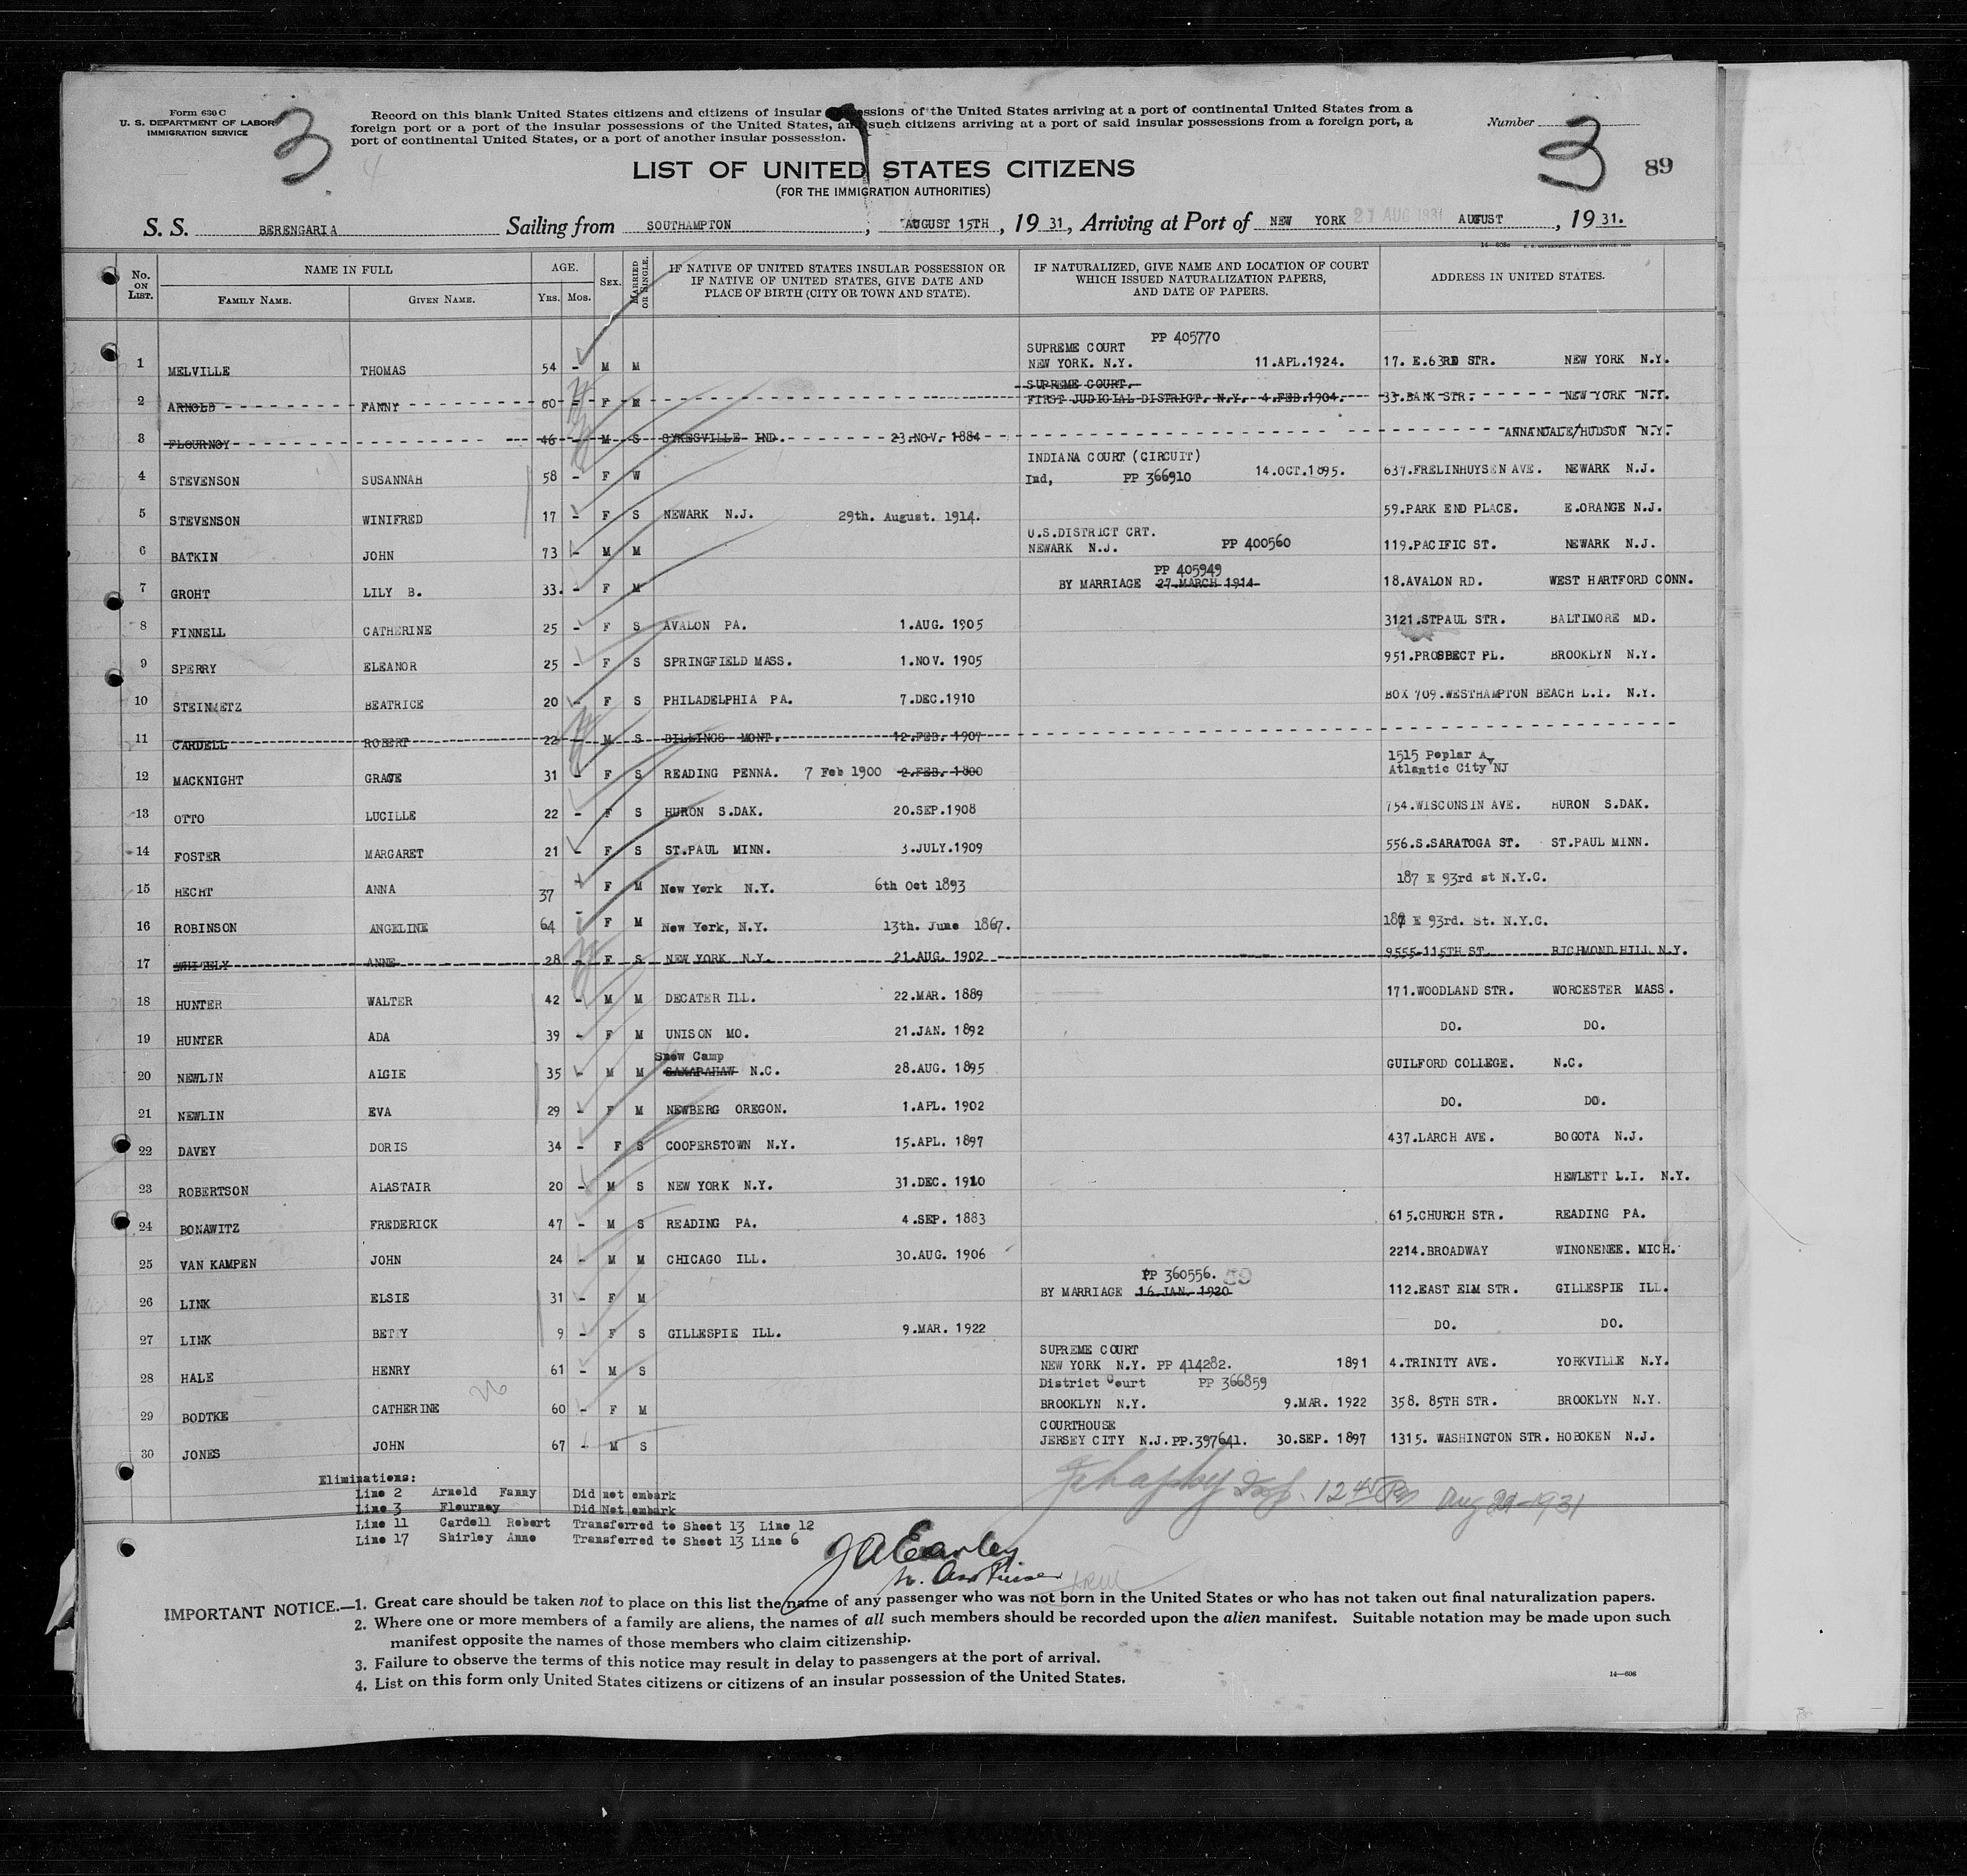 Form 630 C
U. S. DEPARTMENT OF LABOR
IMMIGRATION SERVICE
3
Record on this blank United States citizens and citizens of insular possessions of the United States arriving at a port of continental United States from a
foreign port or a port of the insular possessions of the United States, and such citizens arriving at a port of said insular possessions from a foreign port, a
port of continental United States, or a port of another insular possession.
Number
3
89
LIST OF UNITED STATES CITIZENS
(FOR THE IMMIGRATION AUTHORITIES)
S. S. BERENGARIA Sailing from SOUTHAMPTON, AUGUST 15TH, 1931, Arriving at Port of NEW YORK 21 AUG 1931 AUGUST, 1931.
No. ON LIST. NAME IN FULL FAMILY NAME. GIVEN NAME. AGE. YRS. MOS. SEX. MARRIED OR SINGLE. IF NATIVE OF UNITED STATES INSULAR POSSESSION OR IF NATIVE OF UNITED STATES, GIVE DATE AND PLACE OF BIRTH (CITY OR TOWN AND STATE). IF NATURALIZED, GIVE NAME AND LOCATION OF COURT WHICH ISSUED NATURALIZATION PAPERS, AND DATE OF PAPERS. ADDRESS IN UNITED STATES.
1 MELVILLE THOMAS 54 - M M SUPREME COURT PP 405770 NEW YORK. N.Y. 11.APL.1924. 17. E.63RD STR. NEW YORK N.Y.
2 ARNOLD FANNY 60 - F M SUPREME COURT. FIRST JUDICIAL DISTRICT. N.Y. 4.FEB.1904. 33.BANK STR. NEW YORK N.Y.
3 FLOURNOY 46 - M S SYKESVILLE IND. 23.NOV. 1884 ANNANDALE/HUDSON N.Y.
4 STEVENSON SUSANNAH 58 - F W INDIANA COURT (CIRCUIT) Ind, PP 366910 14.OCT.1895. 637.FRELINHUYSEN AVE. NEWARK N.J.
5 STEVENSON WINIFRED 17 - F S NEWARK N.J. 29th. August. 1914. 59.PARK END PLACE. E.ORANGE N.J.
6 BATKIN JOHN 73 - M M U.S.DISTRICT CRT. NEWARK N.J. PP 400560 119.PACIFIC ST. NEWARK N.J.
7 GROHT LILY B. 33. - F M PP 405949 BY MARRIAGE 27.MARCH 1914 18.AVALON RD. WEST HARTFORD CONN.
8 FINNELL CATHERINE 25 - F S AVALON PA. 1.AUG. 1905 3121.STPAUL STR. BALTIMORE MD.
9 SPERRY ELEANOR 25 - F S SPRINGFIELD MASS. 1.NOV. 1905 951.PROSPECT PL. BROOKLYN N.Y.
10 STEINMETZ BEATRICE 20 - F S PHILADELPHIA PA. 7.DEC.1910 BOX 709.WESTHAMPTON BEACH L.I. N.Y.
11 CARDELL ROBERT 22 - M S BILLINGS MONT. 12.FEB. 1907
12 MACKNIGHT GRACE 31 - F S READING PENNA. 7 Feb 1900 2.FEB. 1800 1515 Poplar Av Atlantic City NJ
13 OTTO LUCILLE 22 - F S HURON S.DAK. 20.SEP.1908 754.WISCONSIN AVE. HURON S.DAK.
14 FOSTER MARGARET 21 - F S ST.PAUL MINN. 3.JULY.1909 556.S.SARATOGA ST. ST.PAUL MINN.
15 HECHT ANNA 37 - F M New York N.Y. 6th Oct 1893 187 E 93rd st N.Y.C.
16 ROBINSON ANGELINE 64 - F M New York, N.Y. 13th. June 1867. 187 E 93rd. St. N.Y.C.
17 WHITELY ANNE 28 - F S NEW YORK N.Y. 21.AUG. 1902 9555-115TH ST. RICHMOND HILL N.Y.
18 HUNTER WALTER 42 - M M DECATER ILL. 22.MAR. 1889 171.WOODLAND STR. WORCESTER MASS.
19 HUNTER ADA 39 - F M UNISON MO. 21.JAN. 1892 DO. DO.
20 NEWLIN ALGIE 35 - M M Snow Camp SAXAPAHAW N.C. 28.AUG. 1895 GUILFORD COLLEGE. N.C.
21 NEWLIN EVA 29 - F M NEWBERG OREGON. 1.APL. 1902 DO. DO.
22 DAVEY DORIS 34 - F S COOPERSTOWN N.Y. 15.APL. 1897 437.LARCH AVE. BOGOTA N.J.
23 ROBERTSON ALASTAIR 20 - M S NEW YORK N.Y. 31.DEC. 1910 HEWLETT L.I. N.Y.
24 BONAWITZ FREDERICK 47 - M S READING PA. 4.SEP. 1883 615.CHURCH STR. READING PA.
25 VAN KAMPEN JOHN 24 - M M CHICAGO ILL. 30.AUG. 1906 2214.BROADWAY WINONENEE. MICH.
26 LINK ELSIE 31 - F M PP 360556. BY MARRIAGE 16.JAN. 1920 112.EAST ELM STR. GILLESPIE ILL.
27 LINK BETTY 9 - F S GILLESPIE ILL. 9.MAR. 1922 DO. DO.
28 HALE HENRY 61 - M S SUPREME COURT NEW YORK N.Y. PP 414282. 1891 4.TRINITY AVE. YORKVILLE N.Y.
29 BODTKE CATHERINE 60 - F M District Court PP 366859 BROOKLYN N.Y. 9.MAR. 1922 358. 85TH STR. BROOKLYN N.Y.
30 JONES JOHN 67 - M S COURTHOUSE JERSEY CITY N.J. PP.397641. 30.SEP. 1897 1315. WASHINGTON STR. HOBOKEN N.J.
Eliminations:
Line 2 Arnold Fanny Did not embark
Line 3 Flournoy Did Not embark
Line 11 Cardell Robert Transferred to Sheet 13 Line 12
Line 17 Shirley Anne Transferred to Sheet 13 Line 6
Aug 21-1931
IMPORTANT NOTICE.—1. Great care should be taken not to place on this list the name of any passenger who was not born in the United States or who has not taken out final naturalization papers.
2. Where one or more members of a family are aliens, the names of all such members should be recorded upon the alien manifest. Suitable notation may be made upon such
manifest opposite the names of those members who claim citizenship.
3. Failure to observe the terms of this notice may result in delay to passengers at the port of arrival.
4. List on this form only United States citizens or citizens of an insular possession of the United States.
14—606